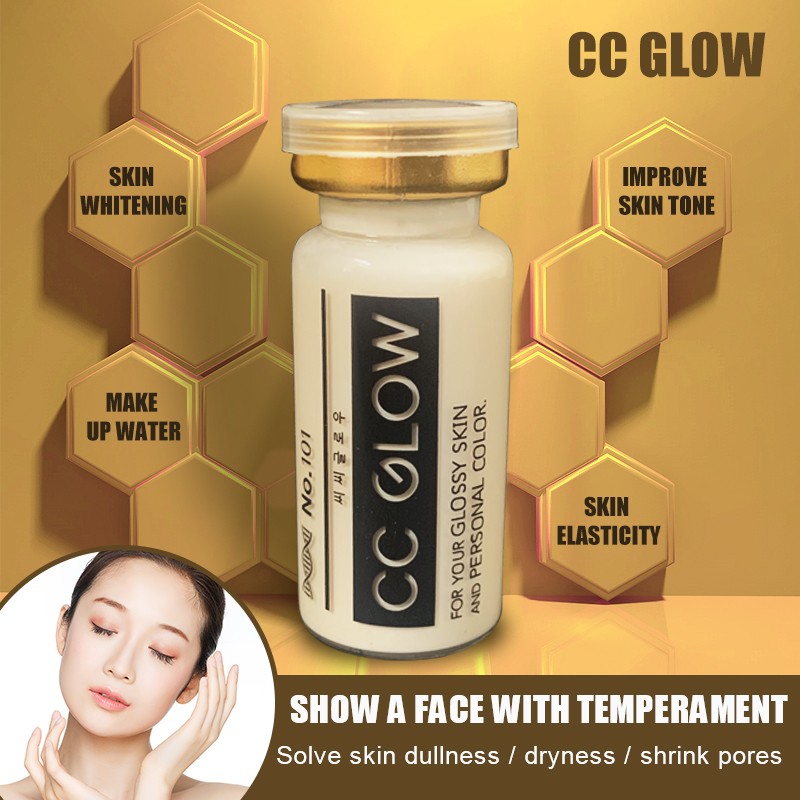 CC GLOW
SKIN
WHITENING
IMPROVE
SKIN TONE
MAKE
UP WATER
SKIN
ELASTICITY
No. 101
씨씨글로우
CC GLOW
FOR YOUR GLOSSY SKIN
AND PERSONAL COLOR.
SHOW A FACE WITH TEMPERAMENT
Solve skin dullness / dryness / shrink pores